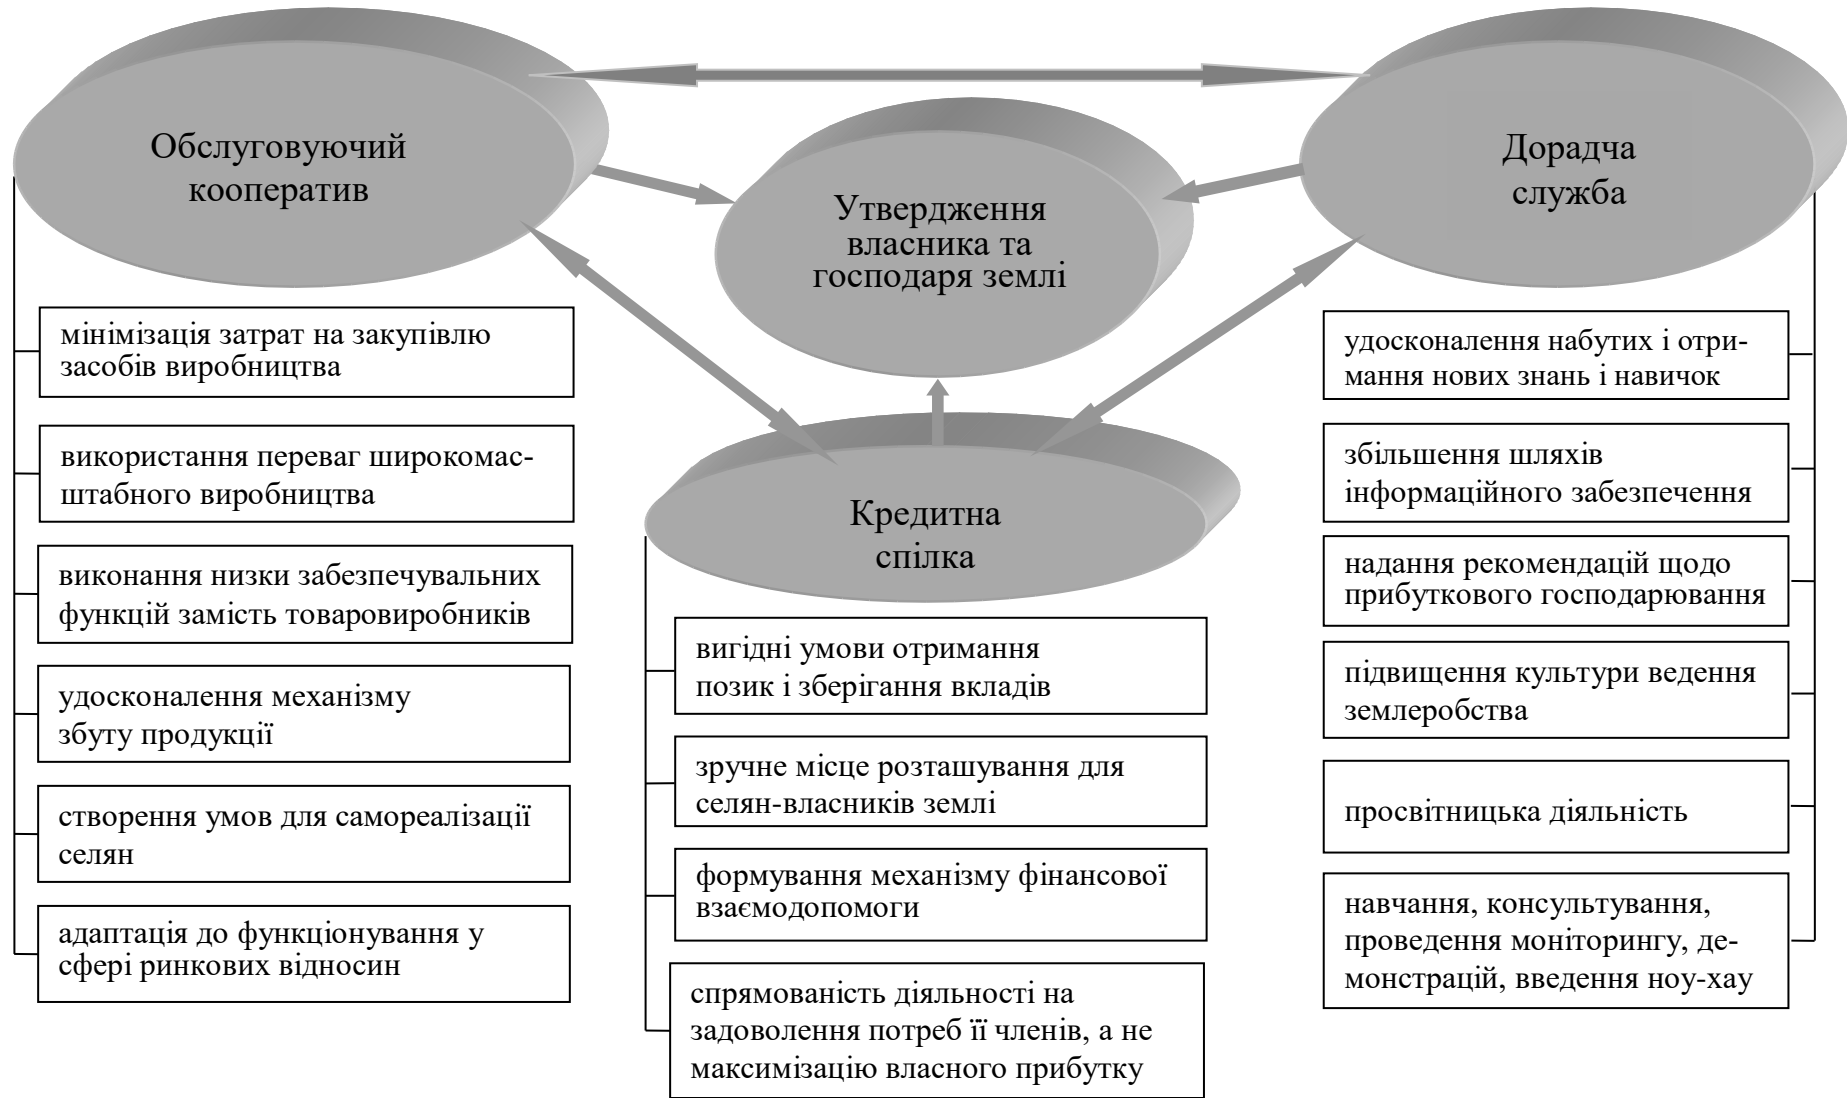 Обслуговуючий
кооператив
Дорадча
служба
Утвердження
власника та
господаря землі
Кредитна
спілка
мінімізація затрат на закупівлю
засобів виробництва
використання переваг широкомас-
штабного виробництва
виконання низки забезпечувальних
функцій замість товаровиробників
удосконалення механізму
збуту продукції
створення умов для самореалізації
селян
адаптація до функціонування у
сфері ринкових відносин
вигідні умови отримання
позик і зберігання вкладів
зручне місце розташування для
селян-власників землі
формування механізму фінансової
взаємодопомоги
спрямованість діяльності на
задоволення потреб її членів, а не
максимізацію власного прибутку
удосконалення набутих і отри-
мання нових знань і навичок
збільшення шляхів
інформаційного забезпечення
надання рекомендацій щодо
прибуткового господарювання
підвищення культури ведення
землеробства
просвітницька діяльність
навчання, консультування,
проведення моніторингу, де-
монстрацій, введення ноу-хау